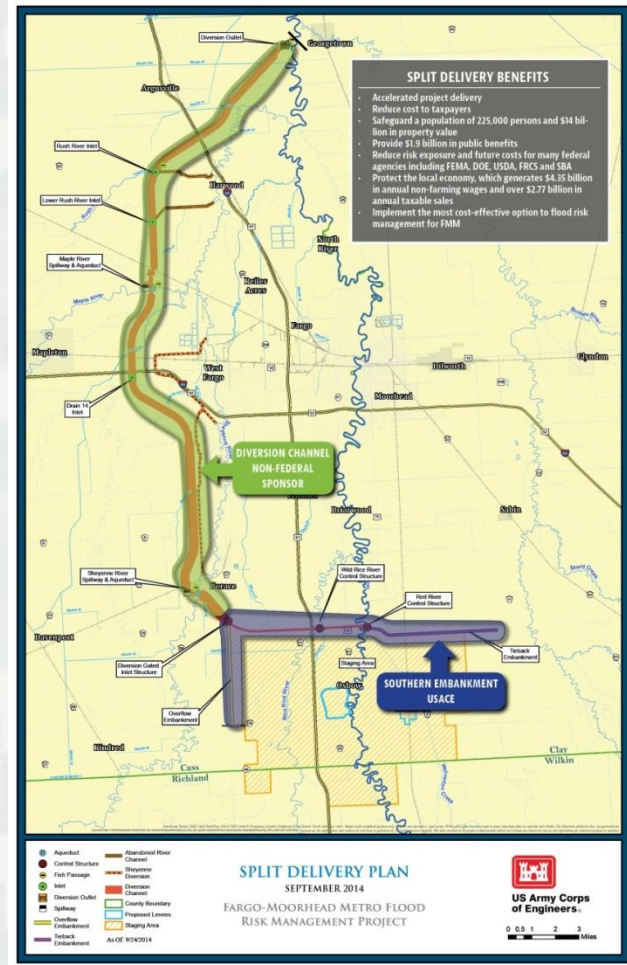 Diversion Outlet
Georgetown
Argusville
SPLIT DELIVERY BENEFITS
· Accelerated project delivery
· Reduce cost to taxpayers
· Safeguard a population of 225,000 persons and $14 bil-
lion in property value
· Provide $1.9 billion in public benefits
· Reduce risk exposure and future costs for many federal
agencies including FEMA, DOE, USDA, FRCS and SBA
· Protect the local economy, which generates $4.35 billion
in annual non-farming wages and over $2.77 billion in
annual taxable sales
· Implement the most cost-effective option to flood risk
management for FMM
Rush River Inlet
Harwood
Lower Rush River Inlet
North
River
Maple River
Spillway & Aqueduct
Reiles
Acres
Maple River
Fargo
Mapleton
West
Fargo
Dilworth
Glyndon
Moorhead
Drain 14
Inlet
DIVERSION CHANNEL
NON-FEDERAL
SPONSOR
Briarwood
Sabin
Sheyenne River
Spillway & Aqueduct
Horace
Wild Rice River
Control Structure
Red River
Control Structure
Davenport
Diversion Gated
Inlet Structure
Staging Area
Tieback
Embankment
Oxbow
SOUTHERN EMBANKMENT
USACE
Overflow
Embankment
Wild Rice River
Kindred
Cass
Richland
Clay
Wilkin
Aqueduct
Control Structure
Fish Passage
Inlet
Diversion Outlet
Spillway
Overflow
Embankment
Tieback
Embankment
Abandoned River
Channel
Sheyenne
Diversion
Diversion
Channel
County Boundary
Proposed Levees
Staging Area
As Of: 9/24/2014
SPLIT DELIVERY PLAN
SEPTEMBER 2014
FARGO-MOORHEAD METRO FLOOD
RISK MANAGEMENT PROJECT
US Army Corps
of Engineers®
0 0.5 1 2 3
Miles